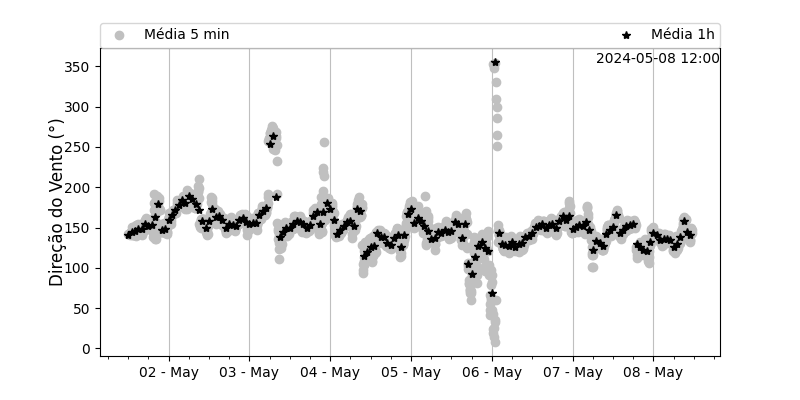 Média 5 min
Média 1h
2024-05-08 12:00
Direção do Vento (°)
350
300
250
200
150
100
50
0
02 - May
03 - May
04 - May
05 - May
06 - May
07 - May
08 - May